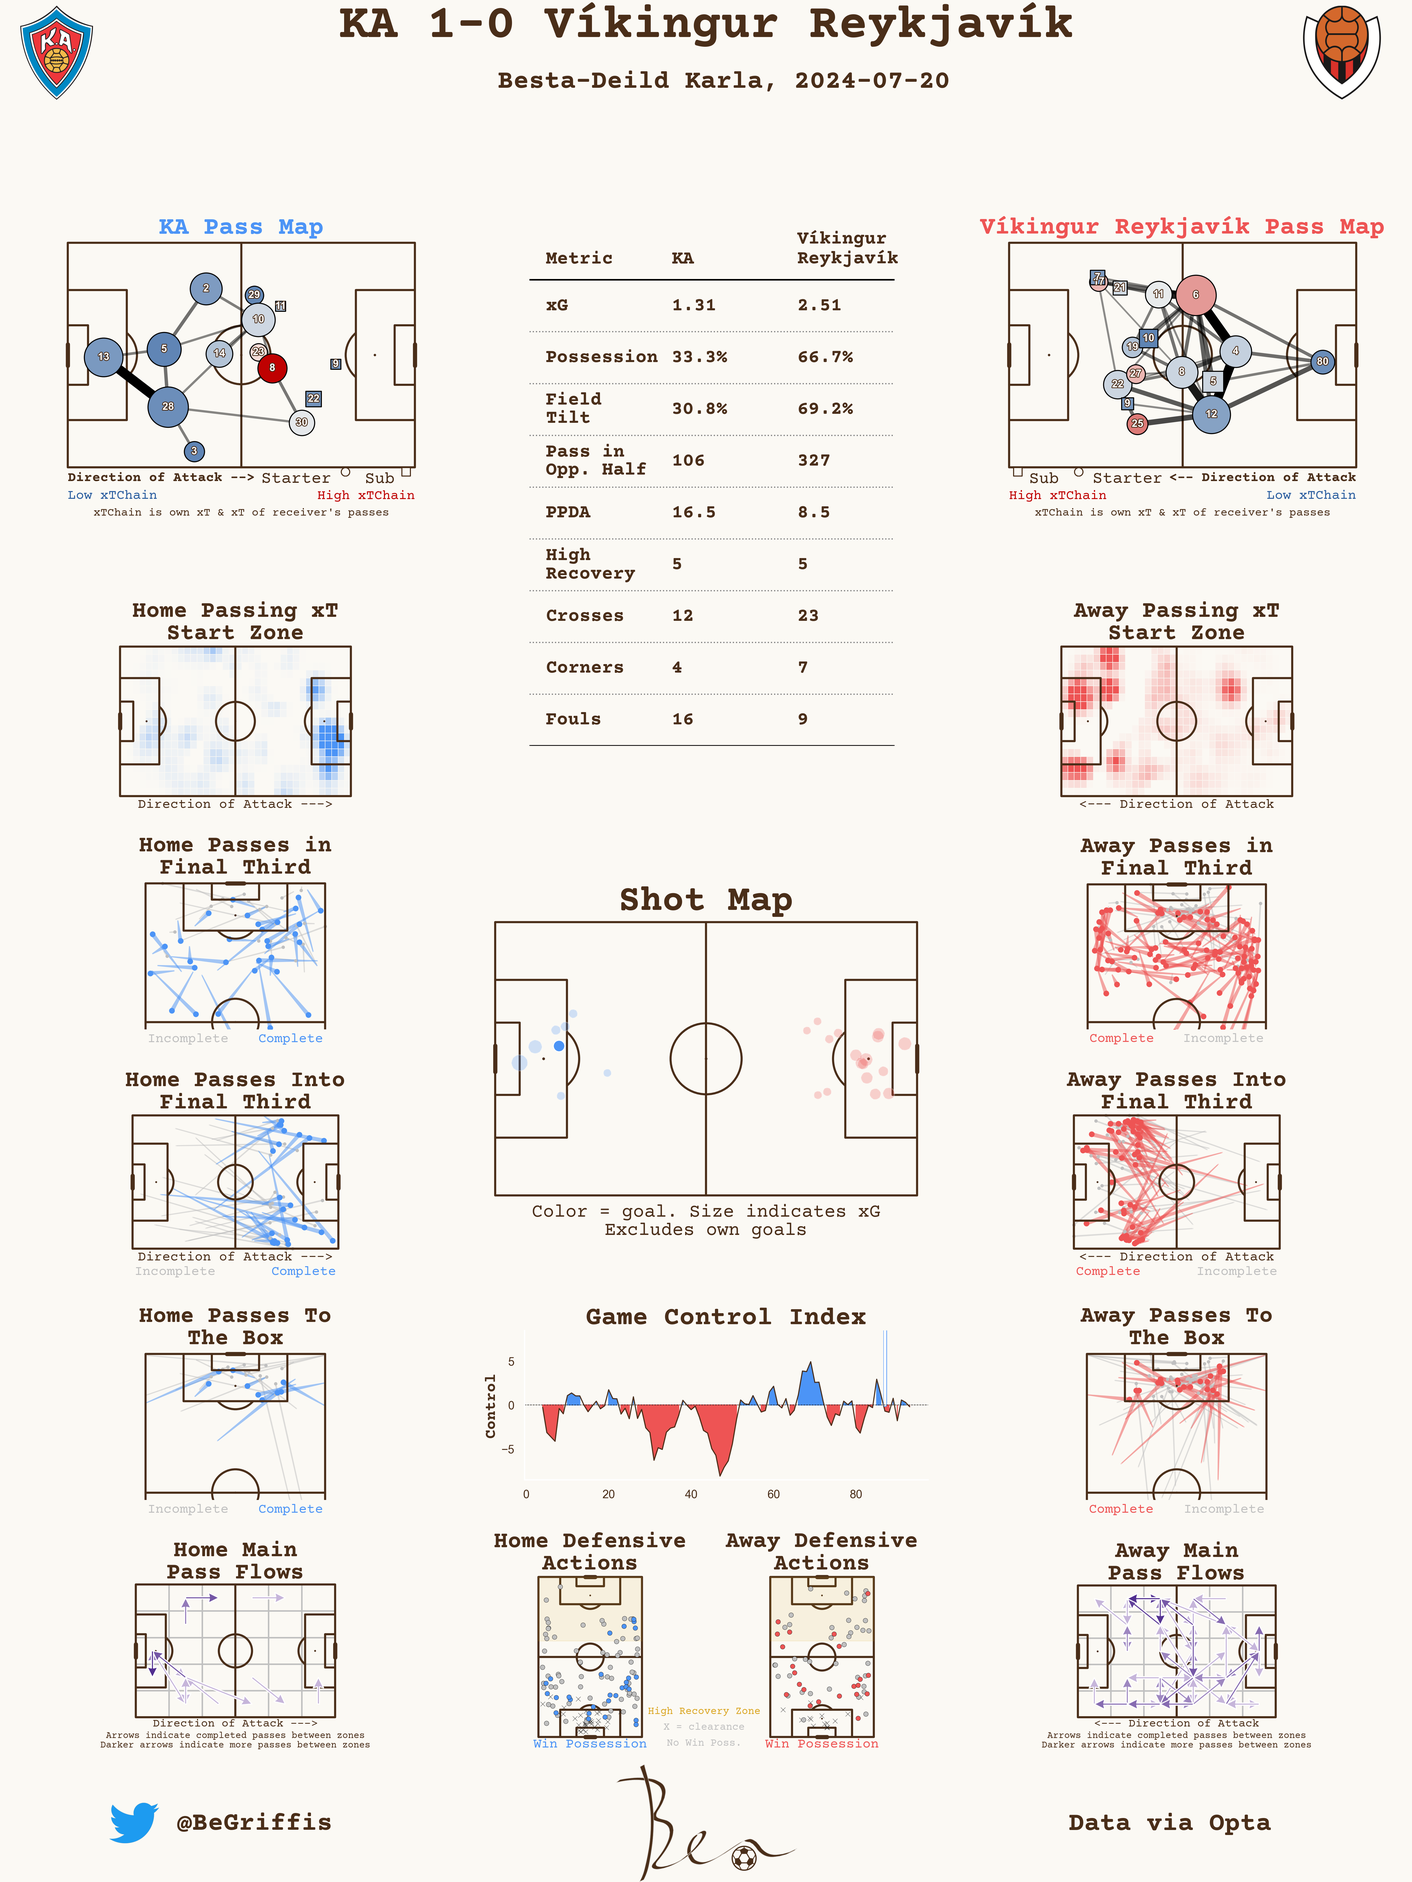 KA 1-0 Víkingur Reykjavík
Besta-Deild Karla, 2024-07-20
KA
KA Pass Map
2
29
11
10
13
5
14
23
8
9
28
22
30
3
Direction of Attack --> Starter Sub
Low xTChain High xTChain
xTChain is own xT & xT of receiver's passes
Metric KA Víkingur Reykjavík
xG 1.31 2.51
Possession 33.3% 66.7%
Field Tilt 30.8% 69.2%
Pass in Opp. Half 106 327
PPDA 16.5 8.5
High Recovery 5 5
Crosses 12 23
Corners 4 7
Fouls 16 9
Víkingur Reykjavík Pass Map
7
21
11
6
19
10
4
80
27
8
22
5
9
12
25
Sub Starter <-- Direction of Attack
High xTChain Low xTChain
xTChain is own xT & xT of receiver's passes
Home Passing xT
Start Zone
Direction of Attack --->
Away Passing xT
Start Zone
<--- Direction of Attack
Home Passes in
Final Third
Incomplete Complete
Away Passes in
Final Third
Complete Incomplete
Shot Map
Color = goal. Size indicates xG
Excludes own goals
Home Passes Into
Final Third
Direction of Attack --->
Incomplete Complete
Away Passes Into
Final Third
<--- Direction of Attack
Complete Incomplete
Home Passes To
The Box
Incomplete Complete
Game Control Index
Control
5
0
−5
0 20 40 60 80
Away Passes To
The Box
Complete Incomplete
Home Main
Pass Flows
Direction of Attack --->
Arrows indicate completed passes between zones
Darker arrows indicate more passes between zones
Home Defensive
Actions
Win Possession
Away Defensive
Actions
Win Possession
High Recovery Zone
X = clearance
No Win Poss.
Away Main
Pass Flows
<--- Direction of Attack
Arrows indicate completed passes between zones
Darker arrows indicate more passes between zones
@BeGriffis
Ben
Data via Opta